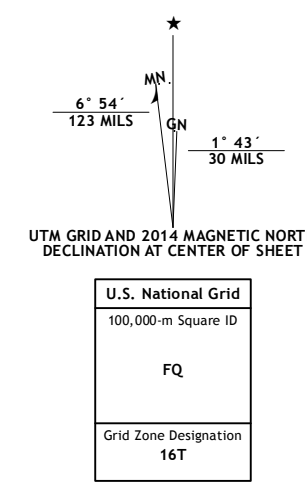 ★
MN.
6° 54´
123 MILS
GN
1° 43´
30 MILS
UTM GRID AND 2014 MAGNETIC NORT
DECLINATION AT CENTER OF SHEET
U.S. National Grid
100,000-m Square ID
FQ
Grid Zone Designation
16T